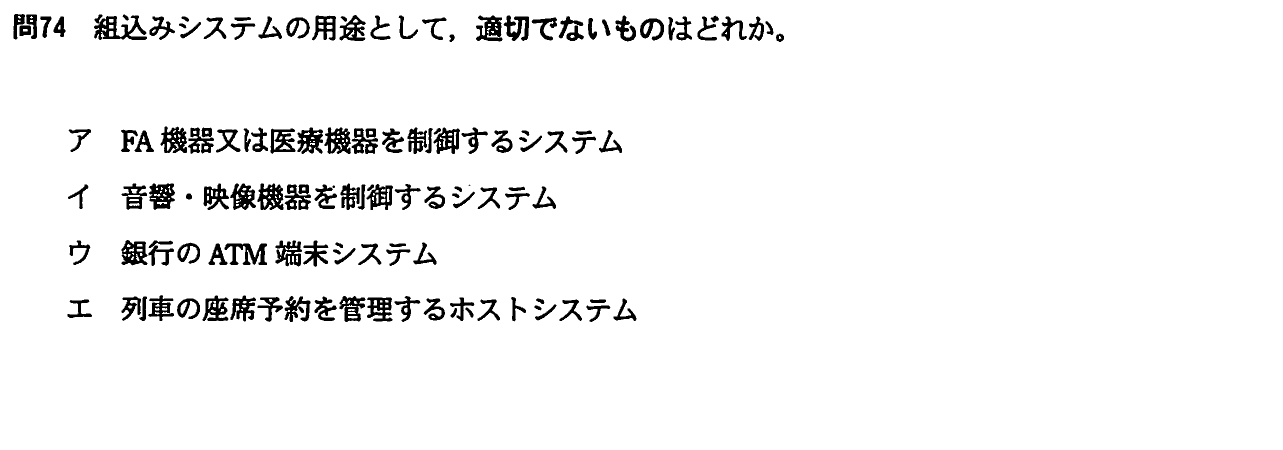 問74 組込みシステムの用途として，適切でないものはどれか。
ア FA 機器又は医療機器を制御するシステム
イ 音響・映像機器を制御するシステム
ウ 銀行の ATM 端末システム
エ 列車の座席予約を管理するホストシステム